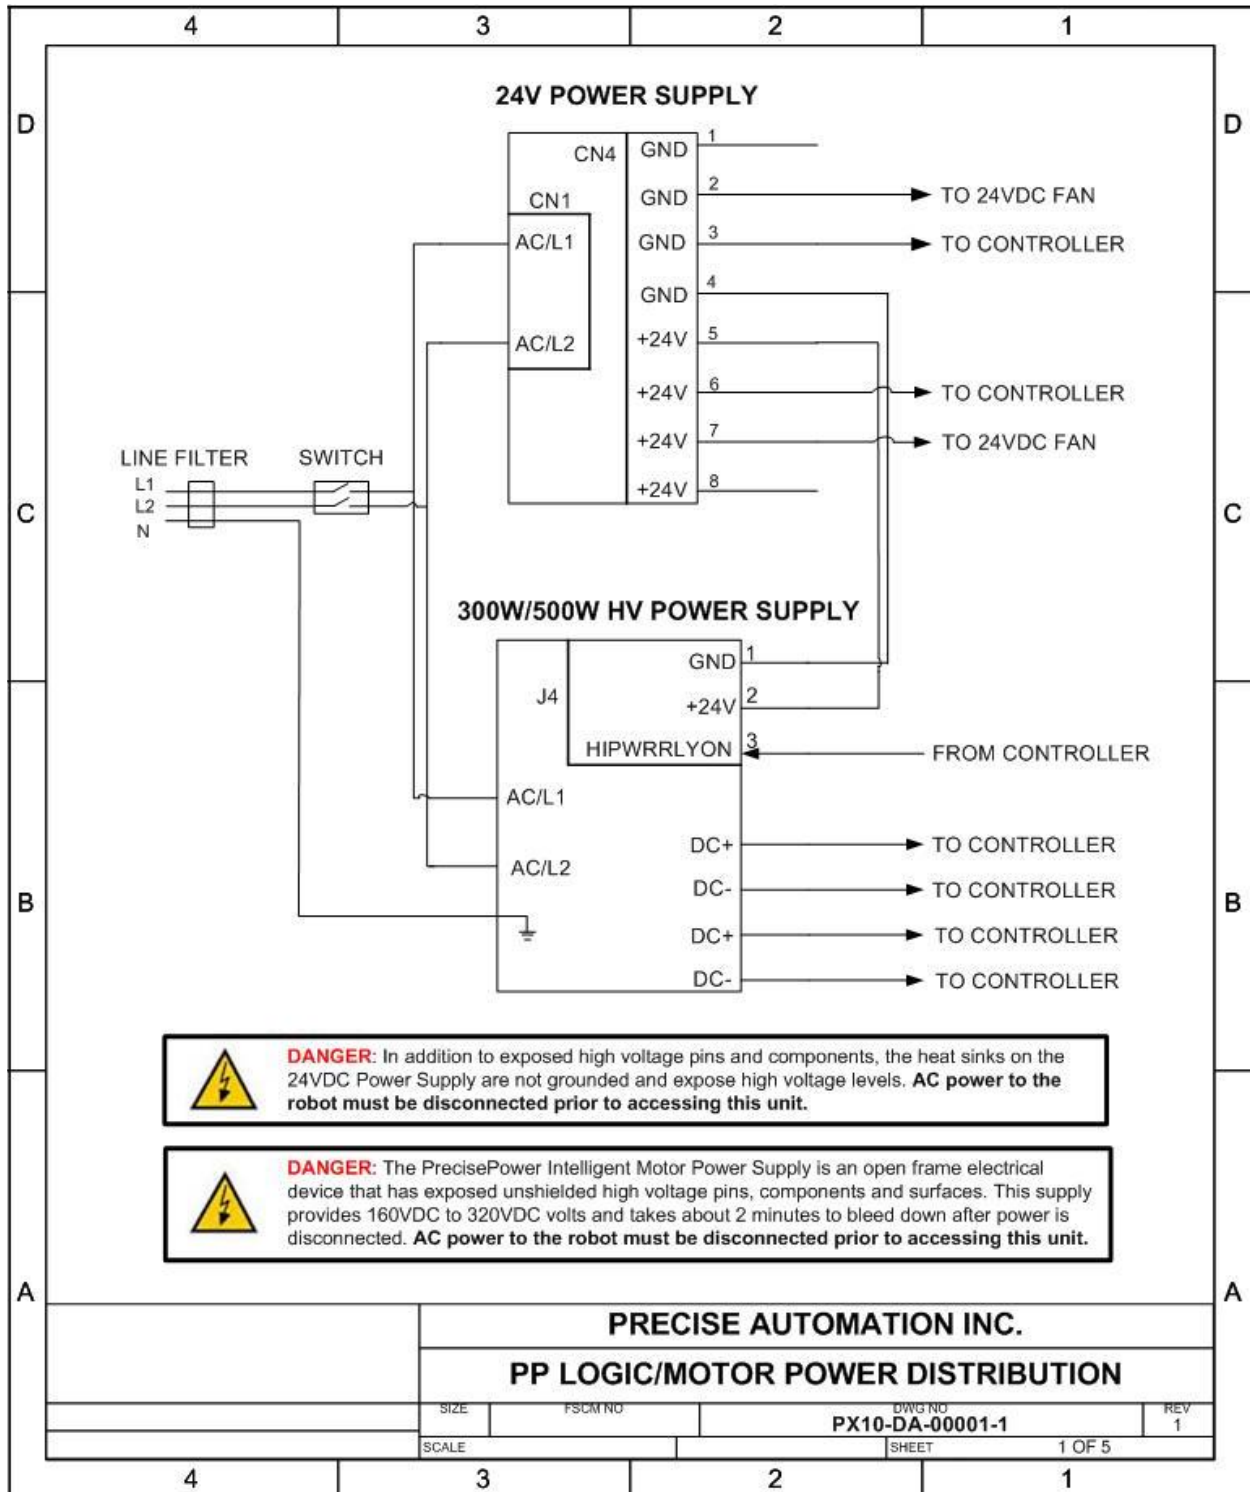 4 3 2 1
D D
24V POWER SUPPLY
CN4
CN1
AC/L1
AC/L2
GND 1
GND 2 TO 24VDC FAN
GND 3 TO CONTROLLER
GND 4
+24V 5
+24V 6 TO CONTROLLER
+24V 7 TO 24VDC FAN
+24V 8
LINE FILTER SWITCH
L1
L2
N
C C
300W/500W HV POWER SUPPLY
J4
GND 1
+24V 2
HIPWRRLYON 3 FROM CONTROLLER
AC/L1
AC/L2
DC+ TO CONTROLLER
DC- TO CONTROLLER
DC+ TO CONTROLLER
DC- TO CONTROLLER
B B
DANGER: In addition to exposed high voltage pins and components, the heat sinks on the
24VDC Power Supply are not grounded and expose high voltage levels. AC power to the
robot must be disconnected prior to accessing this unit.
DANGER: The PrecisePower Intelligent Motor Power Supply is an open frame electrical
device that has exposed unshielded high voltage pins, components and surfaces. This supply
provides 160VDC to 320VDC volts and takes about 2 minutes to bleed down after power is
disconnected. AC power to the robot must be disconnected prior to accessing this unit.
A A
PRECISE AUTOMATION INC.
PP LOGIC/MOTOR POWER DISTRIBUTION
SIZE FSCM NO DWG NO REV
PX10-DA-00001-1 1
SCALE SHEET 1 OF 5
4 3 2 1